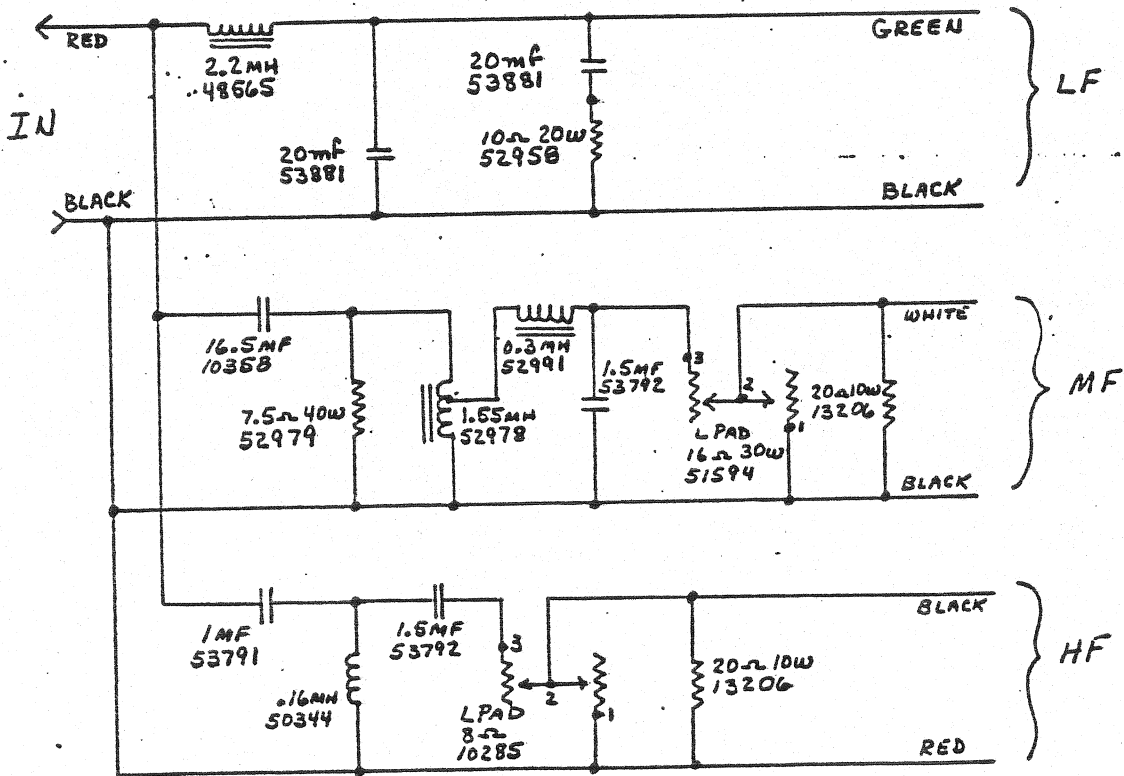 RED
2.2MH
48565
20mf
53881
10Ω 20W
52958
GREEN
LF
IN
20mf
53881
BLACK
BLACK
16.5MF
10358
7.5Ω 40W
52979
1.55MH
52978
0.3MH
52991
1.5MF
53792
3
2
1
LPAD
16Ω 30W
51594
20Ω10W
13206
WHITE
MF
BLACK
1MF
53791
.16MH
50344
1.5MF
53792
3
2
1
LPAD
8Ω
10285
20Ω 10W
13206
BLACK
HF
RED